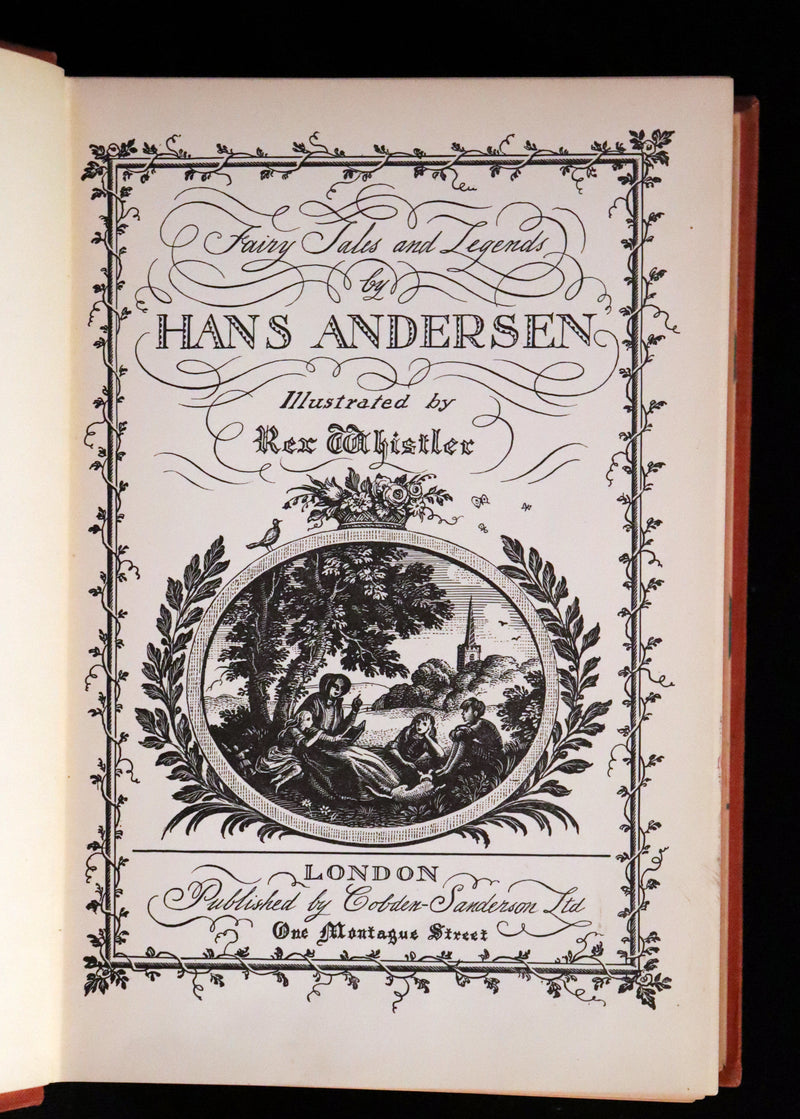 Fairy Tales and Legends
by
HANS ANDERSEN
Illustrated by
Rex Whistler
LONDON
Published by Cobden-Sanderson Ltd
One Montague Street